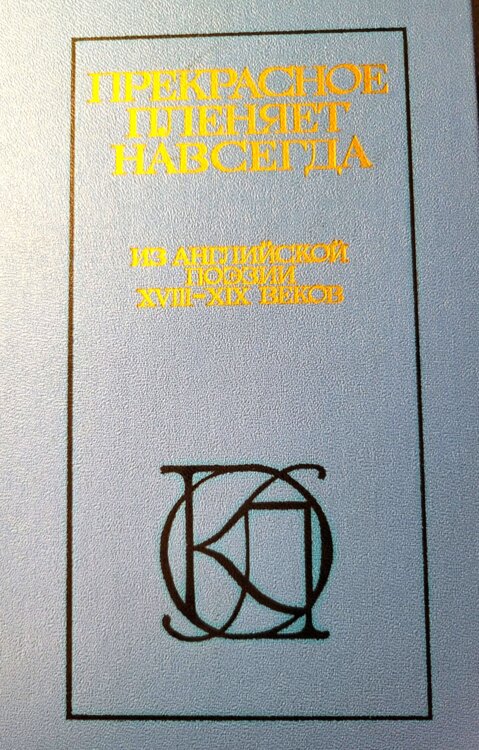 ПРЕКРАСНОЕ
ПЛЕНЯЕТ
НАВСЕГДА
ИЗ АНГЛИЙСКОЙ
ПОЭЗИИ
XVIII–XIX ВЕКОВ